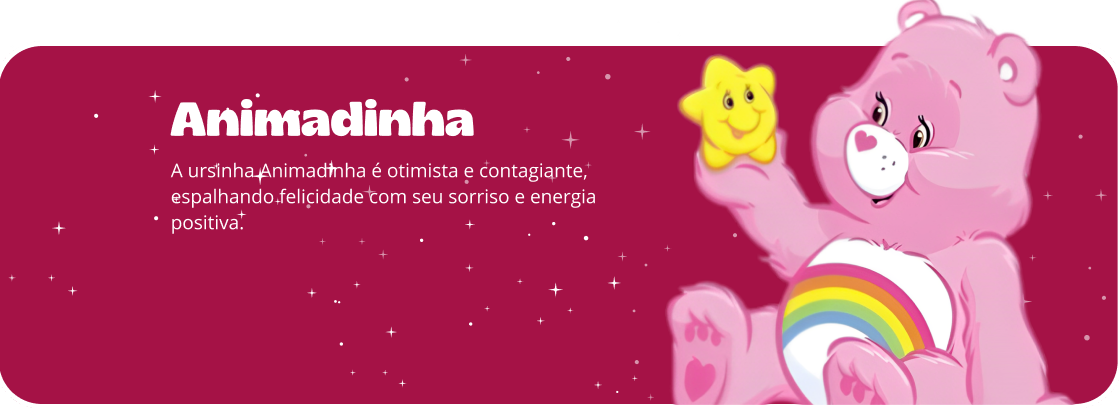 Animadinha
A ursinha Animadinha é otimista e contagiante,
espalhando felicidade com seu sorriso e energia
positiva.